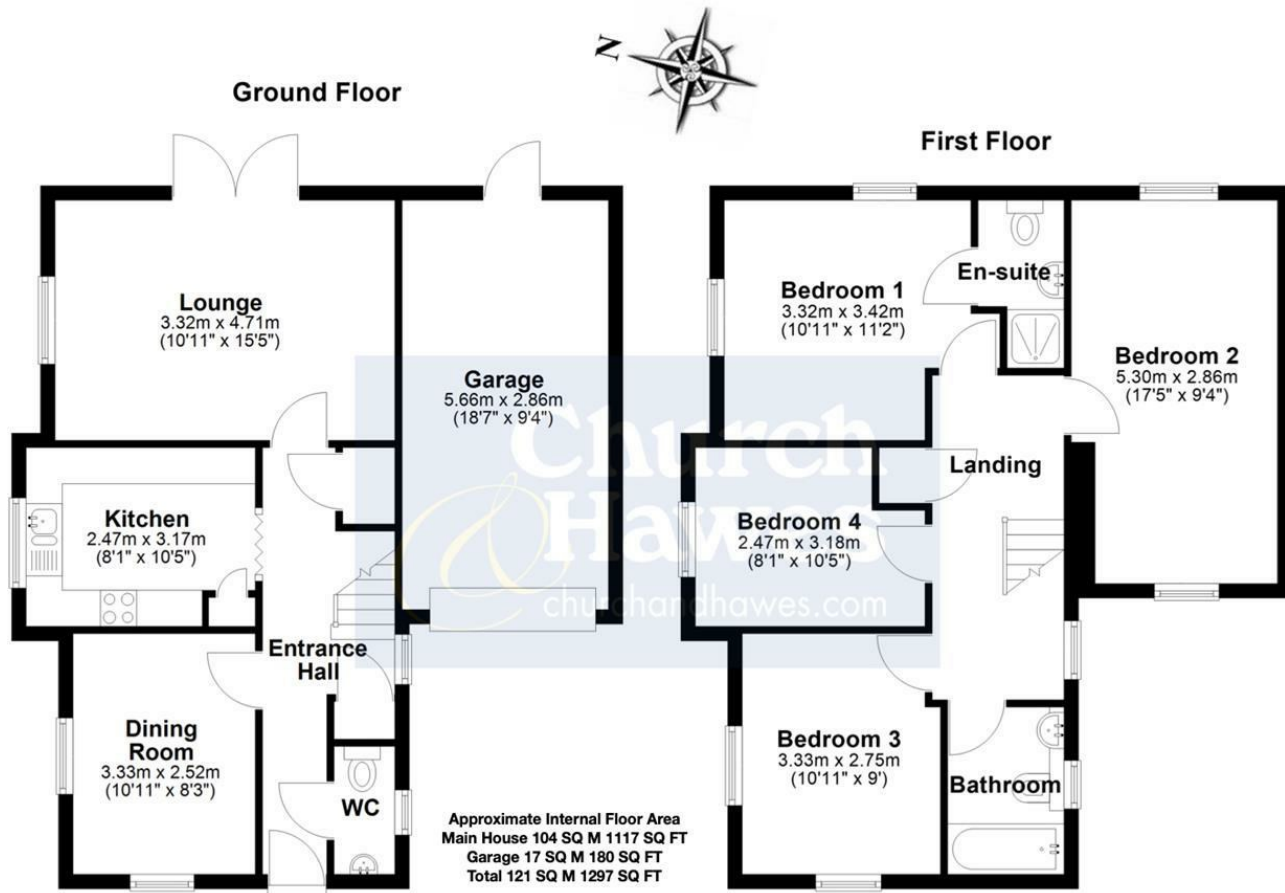 N
Ground Floor
Lounge
3.32m x 4.71m
(10'11" x 15'5")
Garage
5.66m x 2.86m
(18'7" x 9'4")
Kitchen
2.47m x 3.17m
(8'1" x 10'5")
Entrance
Hall
Dining
Room
3.33m x 2.52m
(10'11" x 8'3")
WC
Approximate Internal Floor Area
Main House 104 SQ M 1117 SQ FT
Garage 17 SQ M 180 SQ FT
Total 121 SQ M 1297 SQ FT
First Floor
Bedroom 1
3.32m x 3.42m
(10'11" x 11'2")
En-suite
Bedroom 2
5.30m x 2.86m
(17'5" x 9'4")
Landing
Bedroom 4
2.47m x 3.18m
(8'1" x 10'5")
Bedroom 3
3.33m x 2.75m
(10'11" x 9')
Bathroom
Church
& Hawes
churchandhawes.com